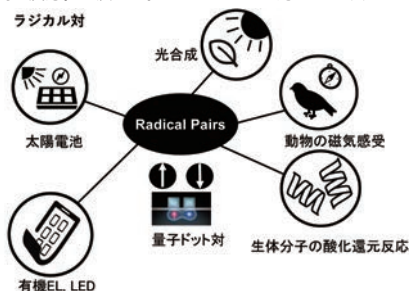 ラジカル対
光合成
Radical Pairs
太陽電池
動物の磁気感受
量子ドット対
生体分子の酸化還元反応
有機EL, LED